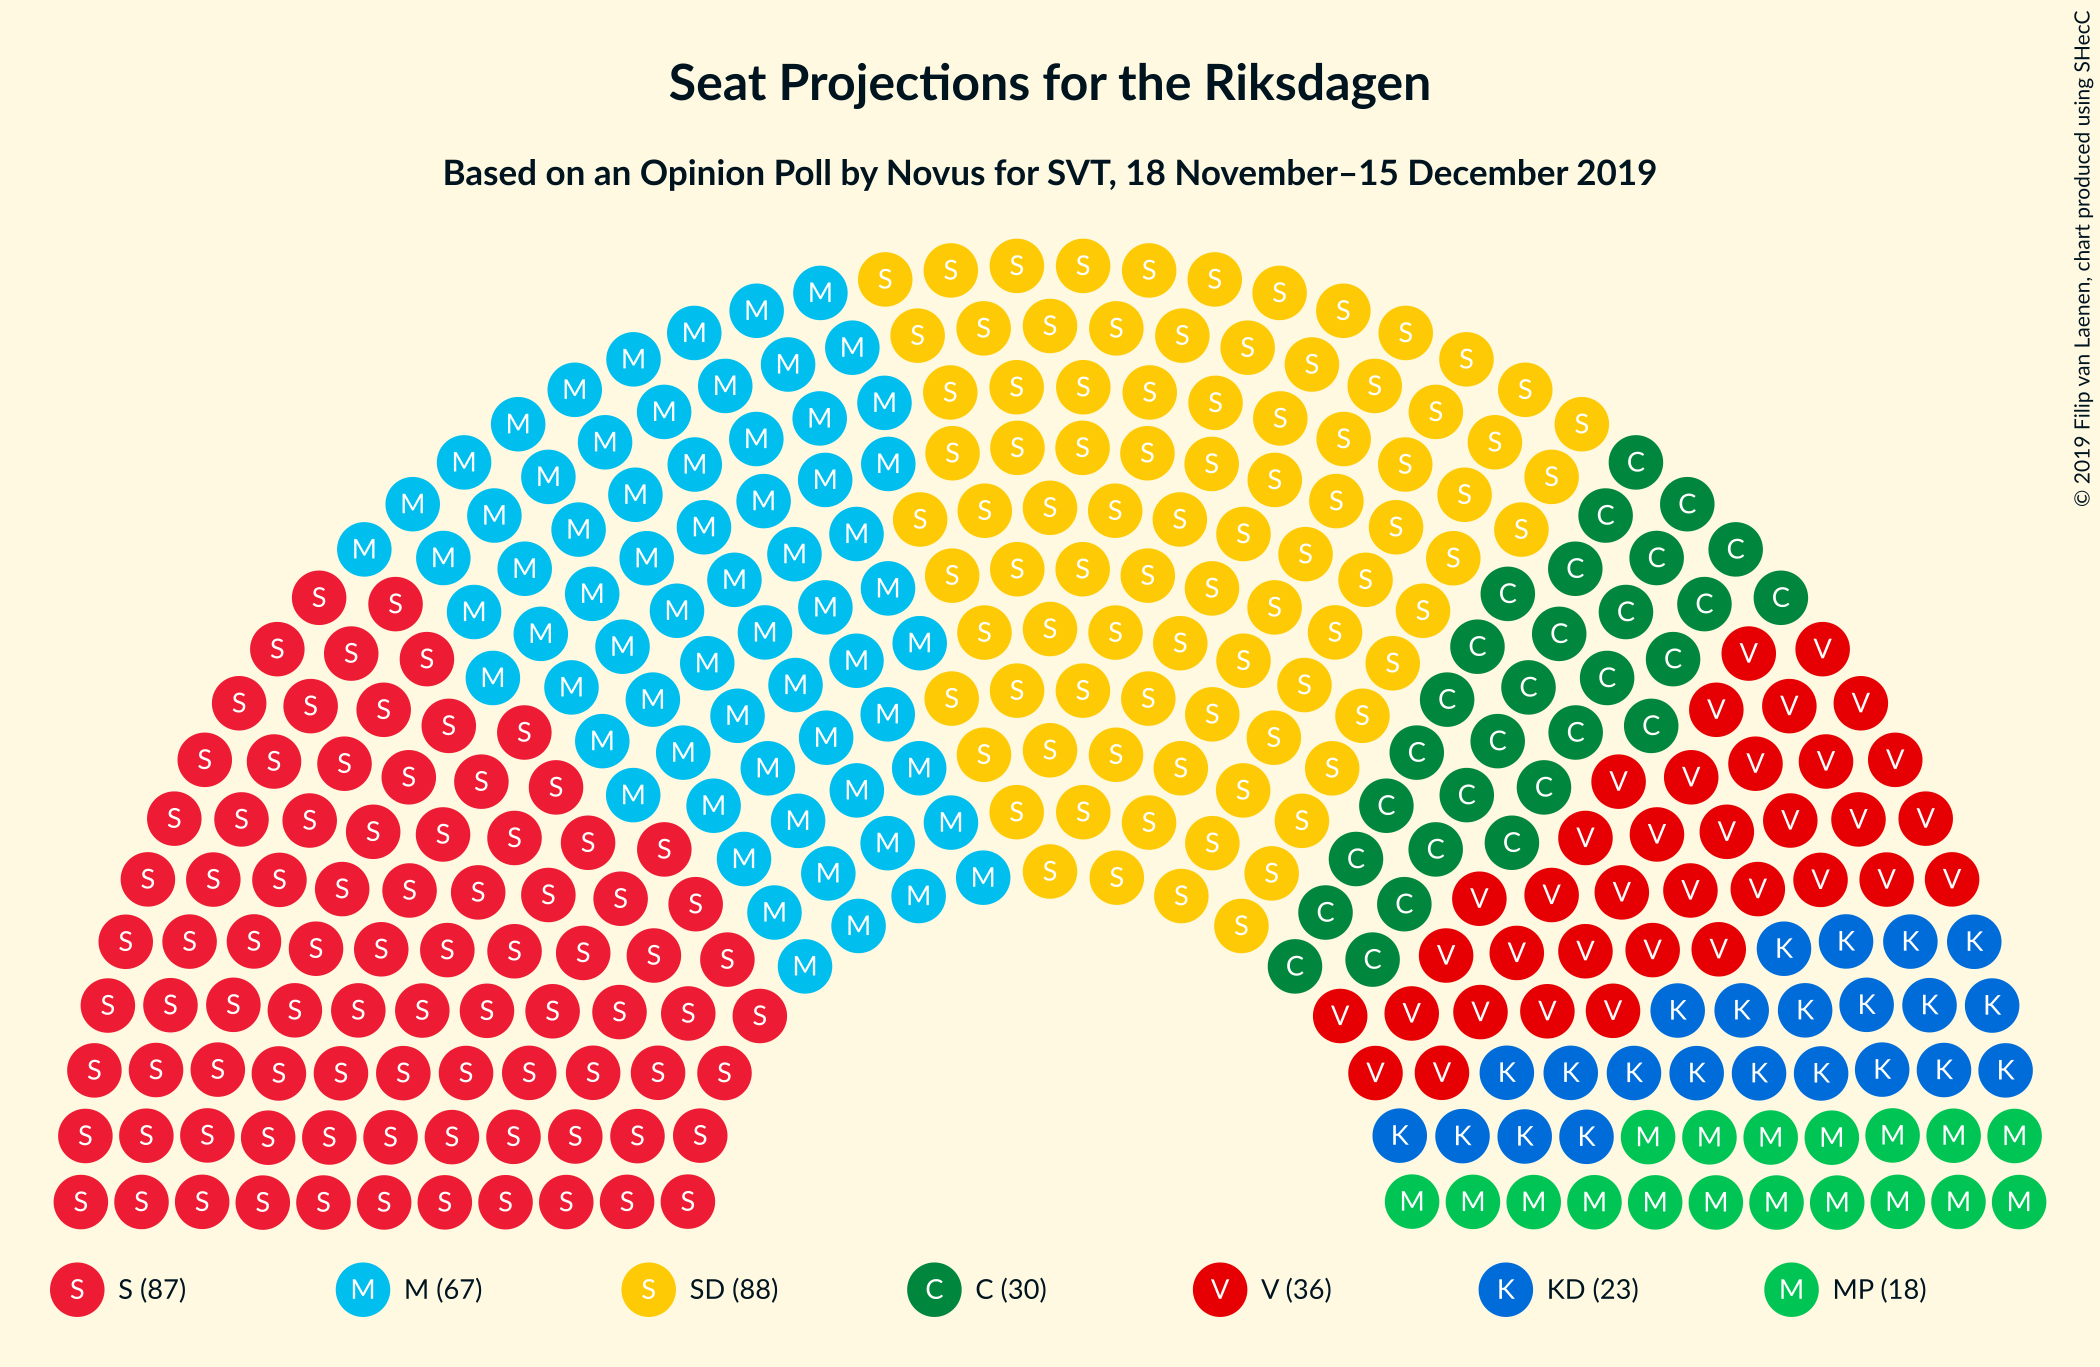 Seat Projections for the Riksdagen
Based on an Opinion Poll by Novus for SVT, 18 November–15 December 2019
© 2019 Filip van Laenen, chart produced using SHecC
S S (87) M M (67) S SD (88) C C (30) V V (36) K KD (23) M MP (18)